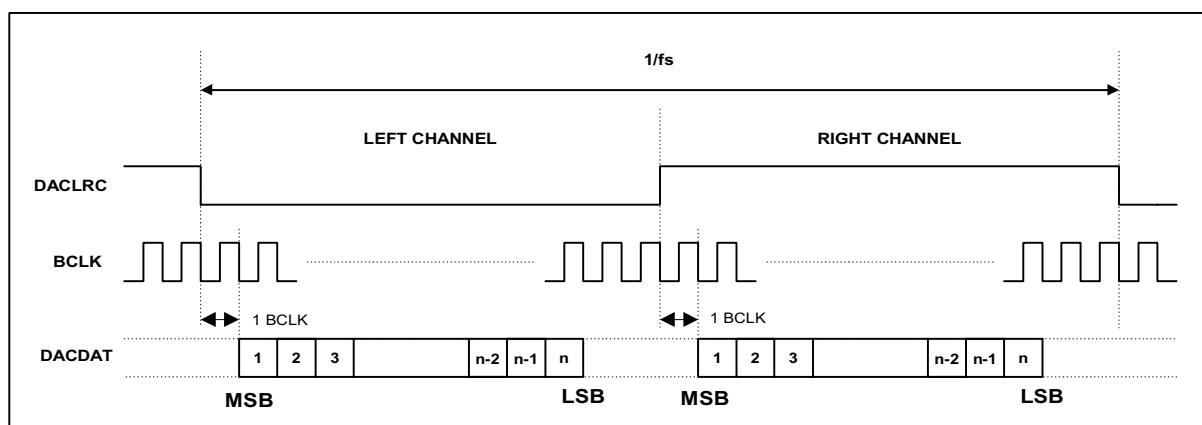 1/fs
LEFT CHANNEL RIGHT CHANNEL
DACLRC
BCLK
1 BCLK 1 BCLK
DACDAT 1 2 3 n-2 n-1 n 1 2 3 n-2 n-1 n
MSB LSB MSB LSB